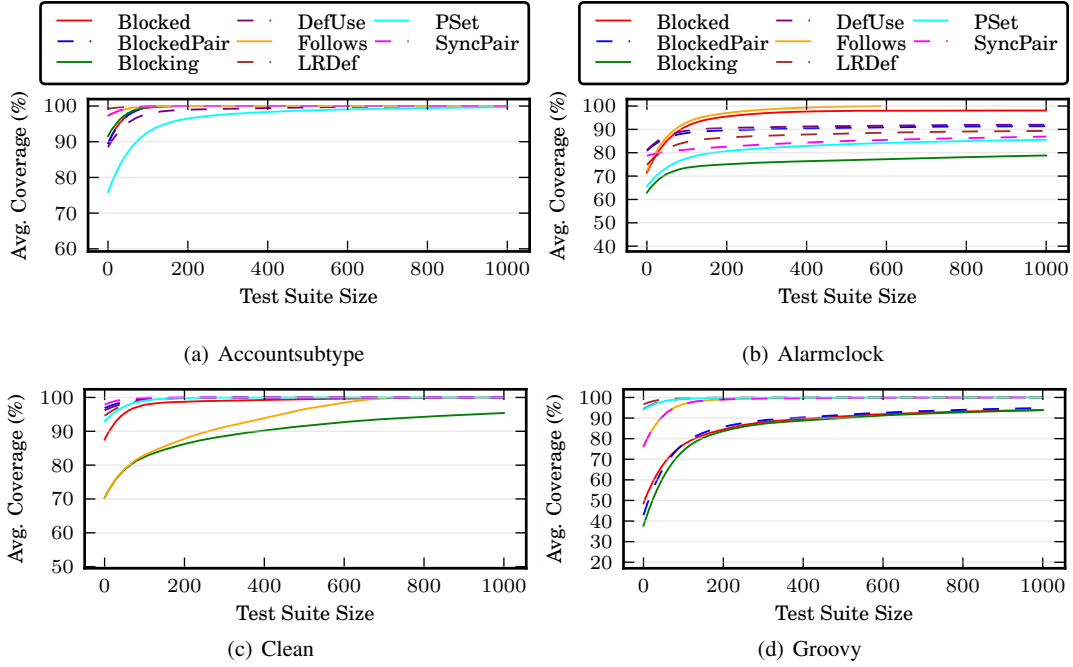 Blocked DefUse PSet
BlockedPair Follows SyncPair
Blocking LRDef
Blocked DefUse PSet
BlockedPair Follows SyncPair
Blocking LRDef
Avg. Coverage (%)
100
90
80
70
60
0 200 400 600 800 1000
Test Suite Size
(a) Accountsubtype
Avg. Coverage (%)
100
90
80
70
60
50
40
0 200 400 600 800 1000
Test Suite Size
(b) Alarmclock
Avg. Coverage (%)
100
90
80
70
60
50
0 200 400 600 800 1000
Test Suite Size
(c) Clean
Avg. Coverage (%)
100
90
80
70
60
50
40
30
20
0 200 400 600 800 1000
Test Suite Size
(d) Groovy